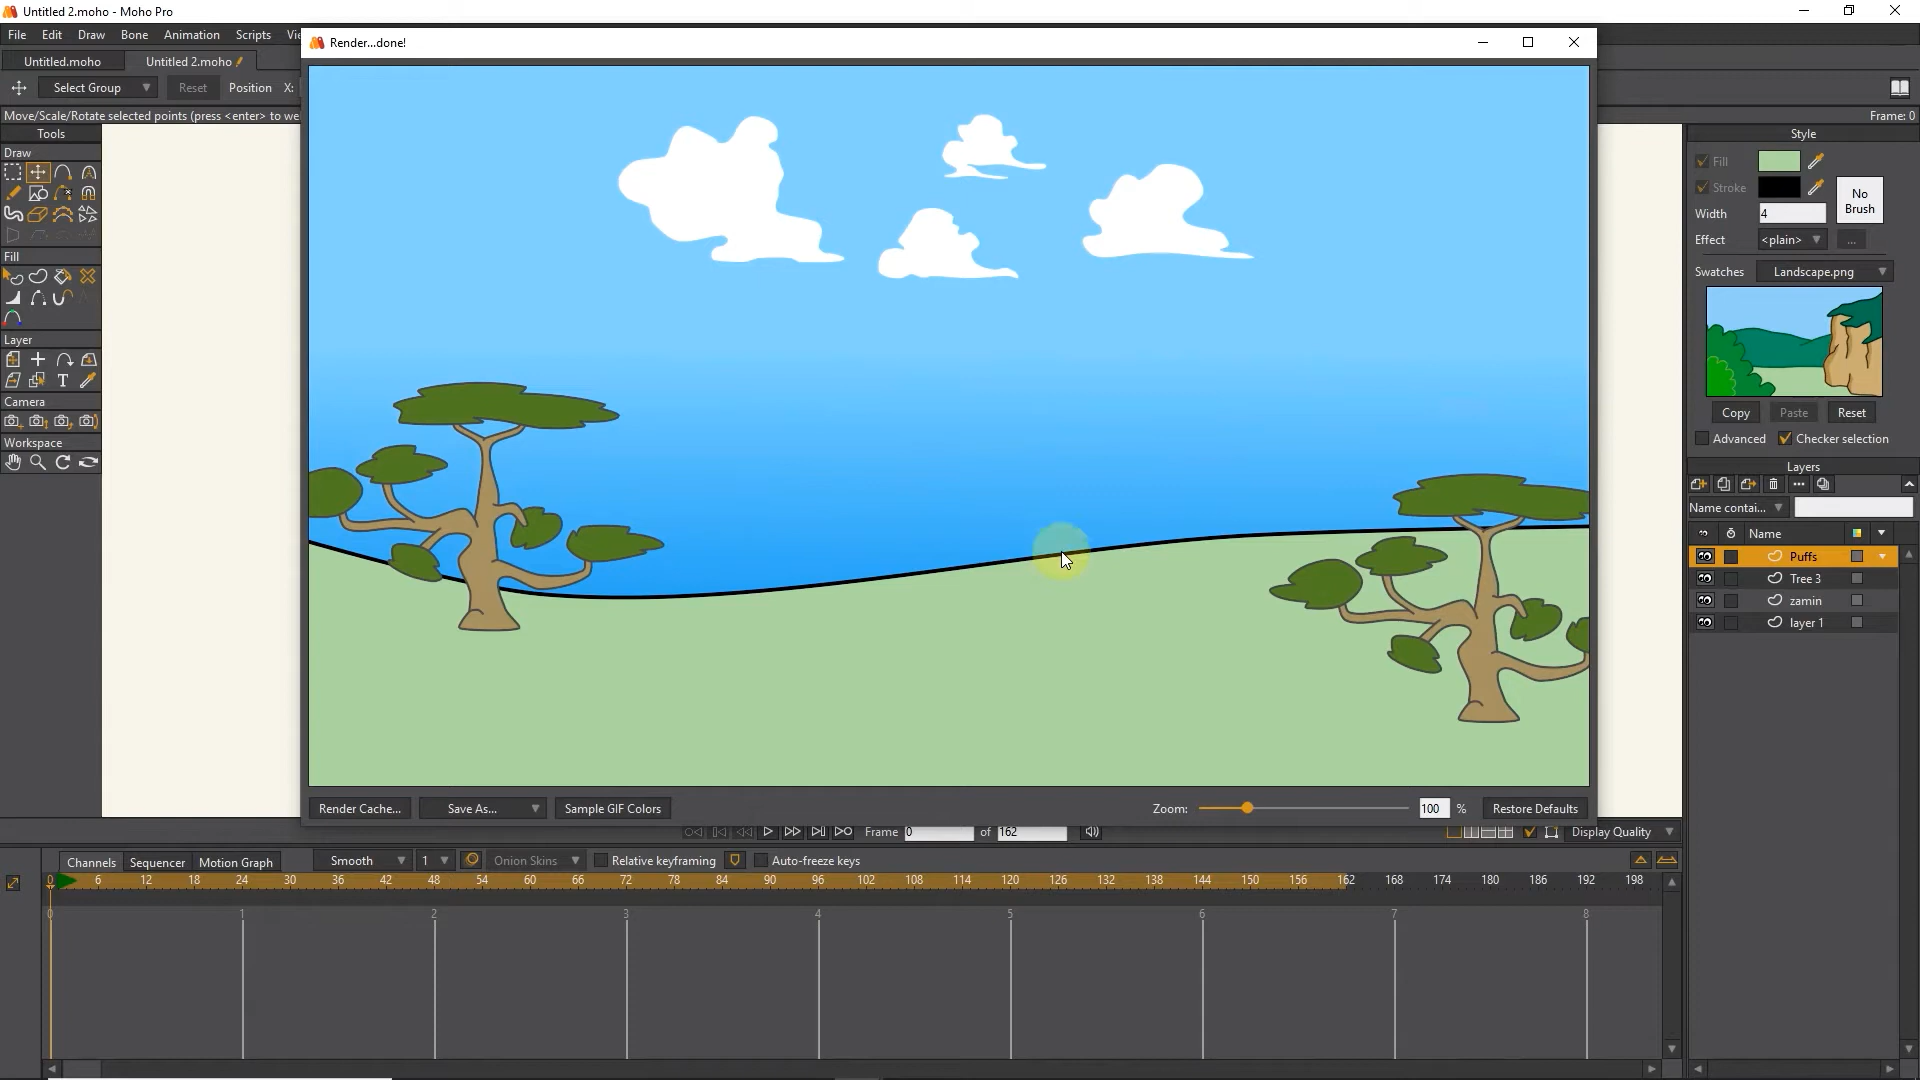 Untitled 2.moho - Moho Pro
File Edit Draw Bone Animation Scripts Vi
Render...done!
Untitled.moho Untitled 2.moho
Select Group Reset Position X:
Move/Scale/Rotate selected points (press <enter> to we
Frame: 0
Tools
Draw
Fill
Layer
T
Camera
Workspace
Style
Fill
Stroke
No
Brush
Width 4
Effect <plain> ...
Swatches Landscape.png
Copy Paste Reset
Advanced Checker selection
Layers
Name contai...
Name
Puffs
Tree 3
zamin
layer 1
Render Cache... Save As... Sample GIF Colors Zoom: 100 % Restore Defaults
Frame 0 of 162 Display Quality
Channels Sequencer Motion Graph Smooth 1 Onion Skins Relative keyframing Auto-freeze keys
0 6 12 18 24 30 36 42 48 54 60 66 72 78 84 90 96 102 108 114 120 126 132 138 144 150 156 162 168 174 180 186 192 198
0 1 2 3 4 5 6 7 8